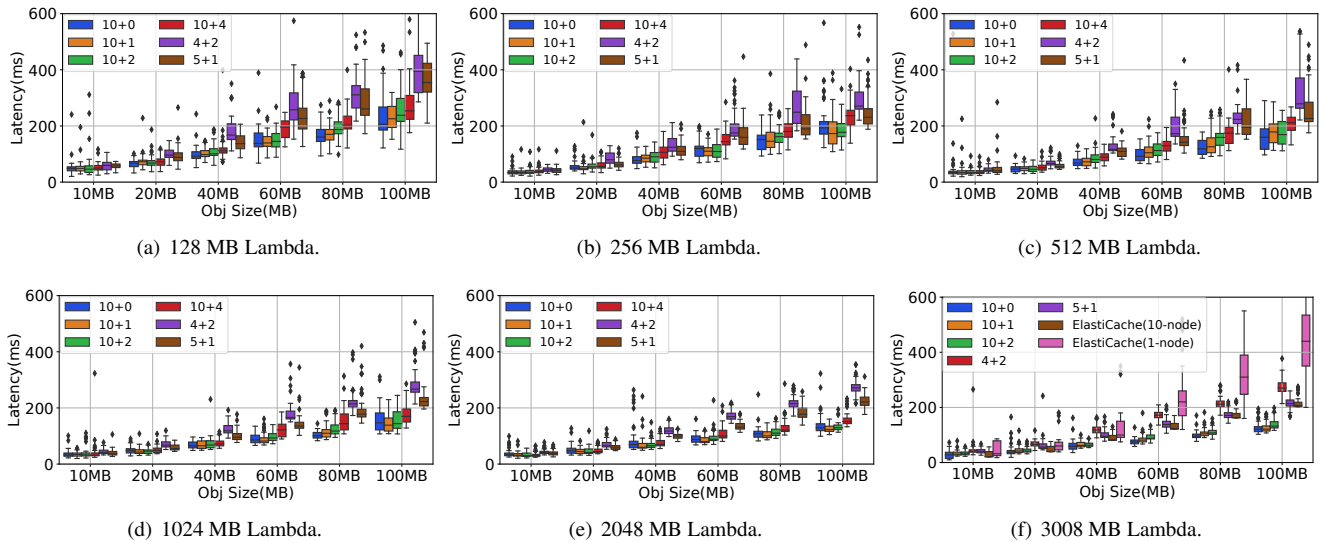 600
400
200
0
Latency(ms)
10+0
10+1
10+2
10+4
4+2
5+1
10MB 20MB 40MB 60MB 80MB 100MB
Obj Size(MB)
(a) 128 MB Lambda.
600
400
200
0
Latency(ms)
10+0
10+1
10+2
10+4
4+2
5+1
10MB 20MB 40MB 60MB 80MB 100MB
Obj Size(MB)
(b) 256 MB Lambda.
600
400
200
0
Latency(ms)
10+0
10+1
10+2
10+4
4+2
5+1
10MB 20MB 40MB 60MB 80MB 100MB
Obj Size(MB)
(c) 512 MB Lambda.
600
400
200
0
Latency(ms)
10+0
10+1
10+2
10+4
4+2
5+1
10MB 20MB 40MB 60MB 80MB 100MB
Obj Size(MB)
(d) 1024 MB Lambda.
600
400
200
0
Latency(ms)
10+0
10+1
10+2
10+4
4+2
5+1
10MB 20MB 40MB 60MB 80MB 100MB
Obj Size(MB)
(e) 2048 MB Lambda.
600
400
200
0
Latency(ms)
10+0
10+1
10+2
4+2
5+1
ElastiCache(10-node)
ElastiCache(1-node)
10MB 20MB 40MB 60MB 80MB 100MB
Obj Size(MB)
(f) 3008 MB Lambda.